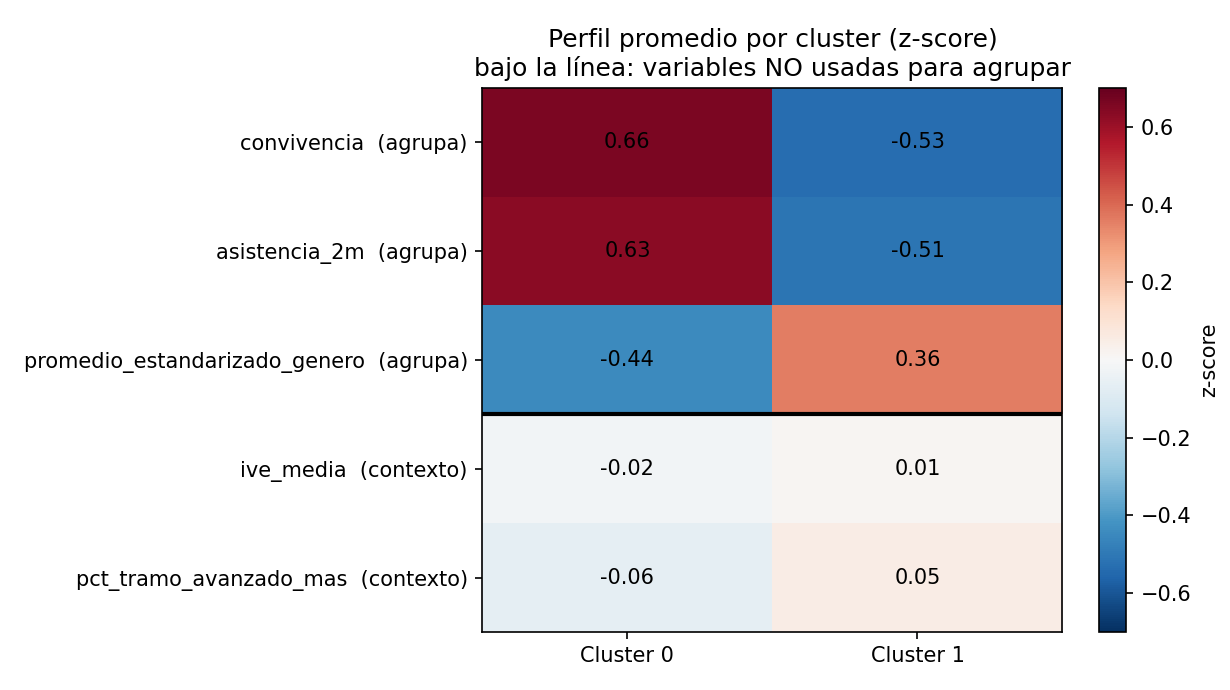 Perfil promedio por cluster (z-score)
bajo la línea: variables NO usadas para agrupar
convivencia (agrupa) 0.66 -0.53
asistencia_2m (agrupa) 0.63 -0.51
promedio_estandarizado_genero (agrupa) -0.44 0.36
ive_media (contexto) -0.02 0.01
pct_tramo_avanzado_mas (contexto) -0.06 0.05
Cluster 0 Cluster 1
0.6
0.4
0.2
0.0
−0.2
−0.4
−0.6
z-score